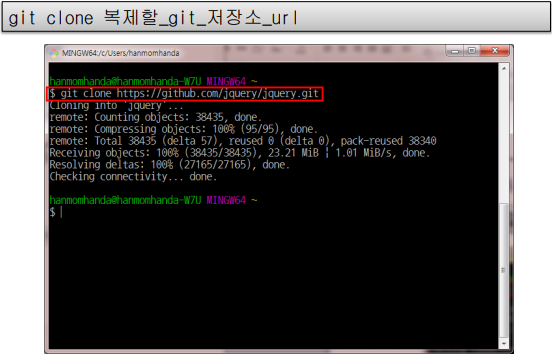 git clone 복제할_git_저장소_url
MINGW64:/c/Users/hanmomhanda
hanmomhanda@hanmomhanda-W7U MINGW64 ~
$ git clone https://github.com/jquery/jquery.git
Cloning into 'jquery'...
remote: Counting objects: 38435, done.
remote: Compressing objects: 100% (95/95), done.
remote: Total 38435 (delta 57), reused 0 (delta 0), pack-reused 38340
Receiving objects: 100% (38435/38435), 23.21 MiB | 1.01 MiB/s, done.
Resolving deltas: 100% (27165/27165), done.
Checking connectivity... done.
hanmomhanda@hanmomhanda-W7U MINGW64 ~
$